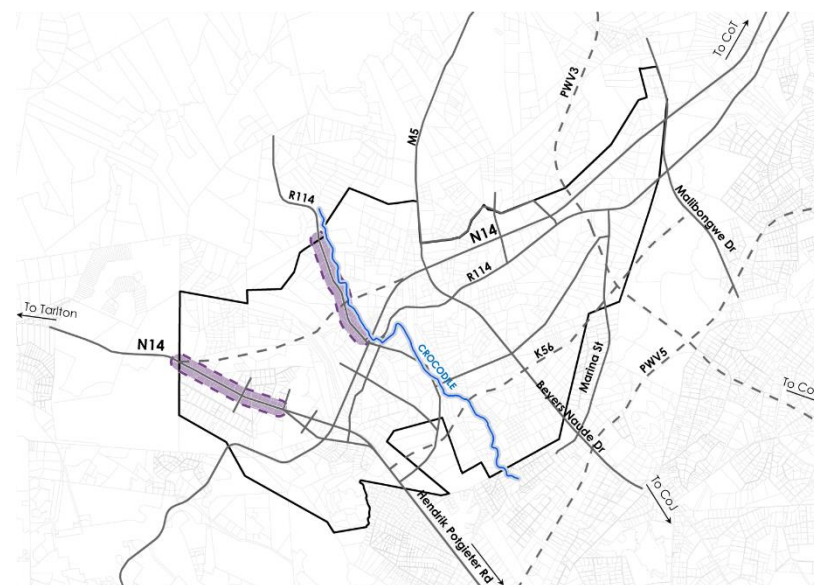 To CoT
PWV3
M5
R114
Malibongwe Dr
N14
R114
To Tarlton
N14
CROCODILE
K56
PWV5
Marina St
To Co
Beyers Naude Dr
To CoJ
Hendrik Potgieter Rd